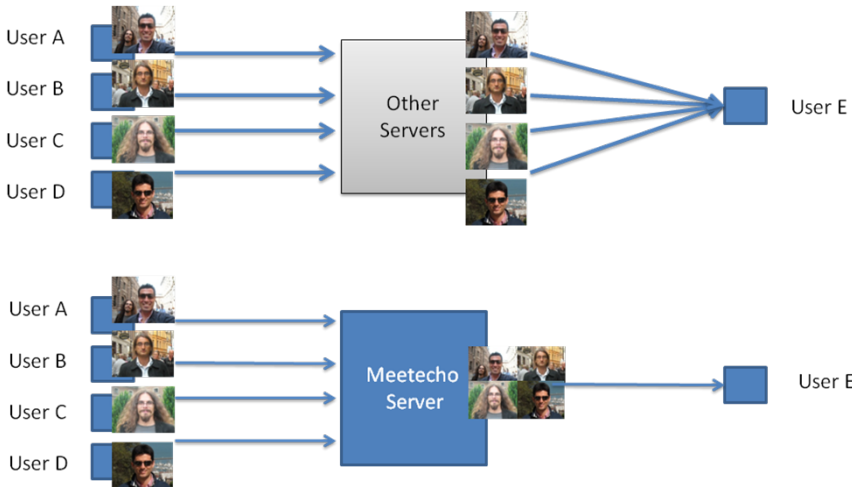 User A
User B
User C
User D
Other
Servers
User E
User A
User B
User C
User D
Meetecho
Server
User E